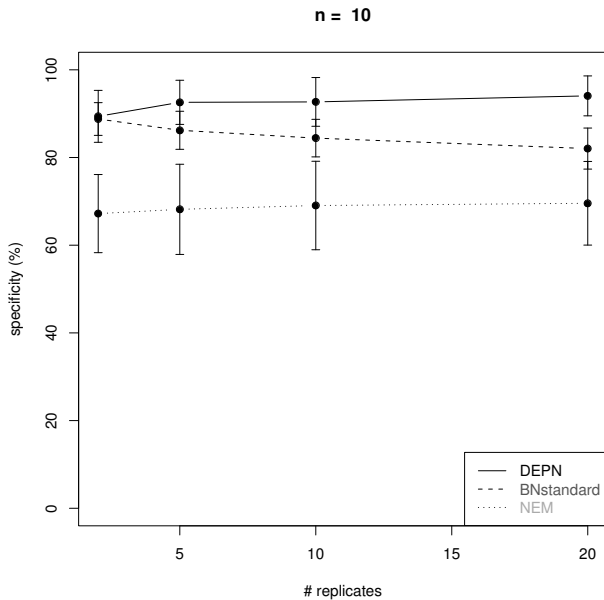 n = 10
specificity (%)
100
80
60
40
20
0
5
10
15
20
# replicates
DEPN
BNstandard
NEM